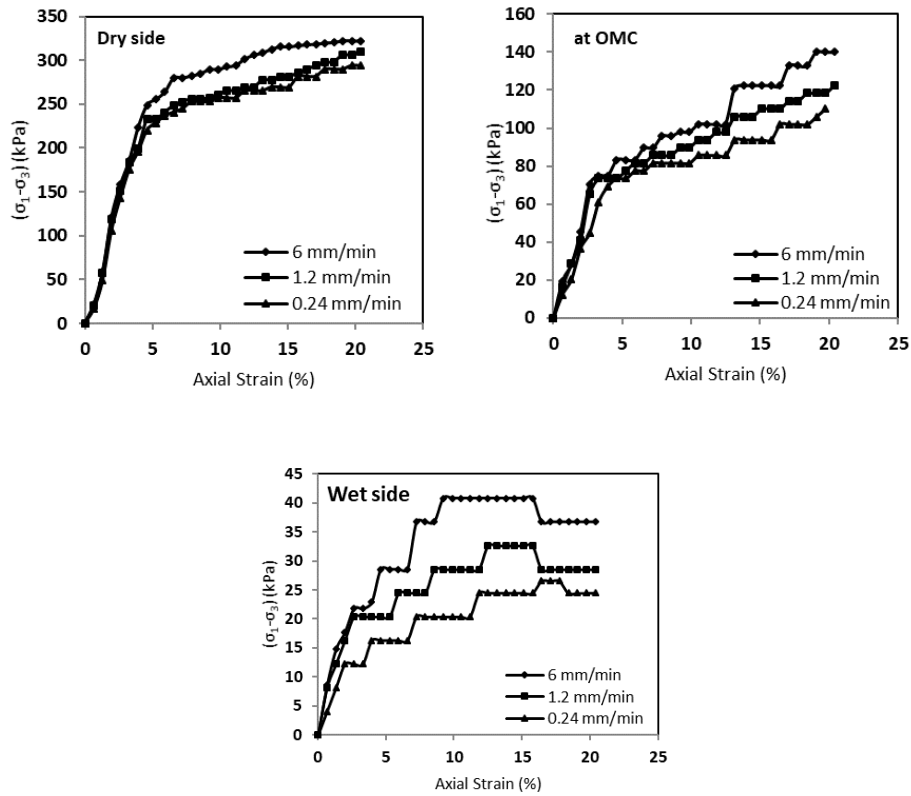 Dry side
(σ₁-σ₃) (kPa)
350
300
250
200
150
100
50
0
6 mm/min
1.2 mm/min
0.24 mm/min
0 5 10 15 20 25
Axial Strain (%)
at OMC
(σ₁-σ₃) (kPa)
160
140
120
100
80
60
40
20
0
6 mm/min
1.2 mm/min
0.24 mm/min
0 5 10 15 20 25
Axial Strain (%)
Wet side
(σ₁-σ₃) (kPa)
45
40
35
30
25
20
15
10
5
0
6 mm/min
1.2 mm/min
0.24 mm/min
0 5 10 15 20 25
Axial Strain (%)